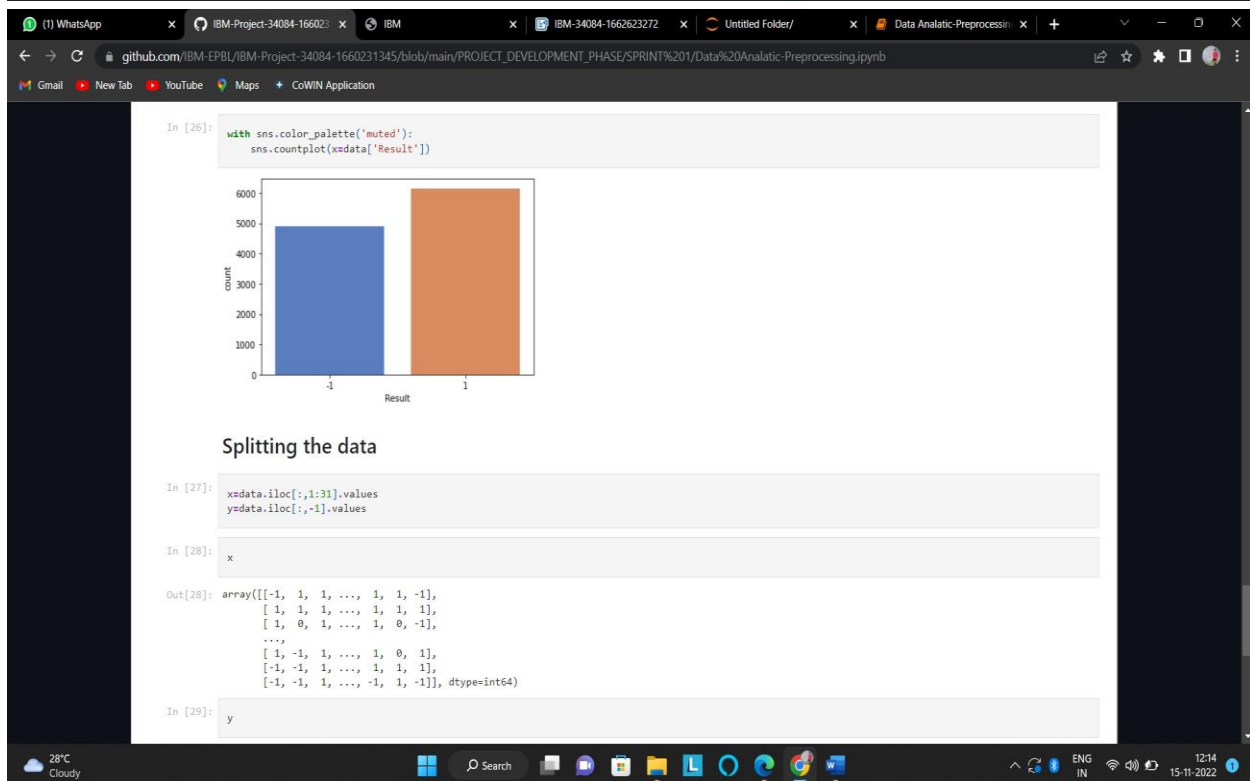 (1) WhatsApp
IBM-Project-34084-166023
IBM
IBM-34084-1662623272
Untitled Folder/
Data Analatic-Preprocessin
github.com/IBM-EPBL/IBM-Project-34084-1660231345/blob/main/PROJECT_DEVELOPMENT_PHASE/SPRINT%201/Data%20Analatic-Preprocessing.ipynb
Gmail New Tab YouTube Maps CoWIN Application
In [26]:
with sns.color_palette('muted'):
sns.countplot(x=data['Result'])
6000
5000
4000
3000
2000
1000
0
count
-1 1
Result
Splitting the data
In [27]:
x=data.iloc[:,1:31].values
y=data.iloc[:,-1].values
In [28]: x
Out[28]: array([[-1, 1, 1, ..., 1, 1, -1],
[ 1, 1, 1, ..., 1, 1, 1],
[ 1, 0, 1, ..., 1, 0, -1],
...,
[ 1, -1, 1, ..., 1, 0, 1],
[-1, -1, 1, ..., 1, 1, 1],
[-1, -1, 1, ..., -1, 1, -1]], dtype=int64)
In [29]: y
28°C
Cloudy
Search
ENG
IN
12:14
15-11-2022
1